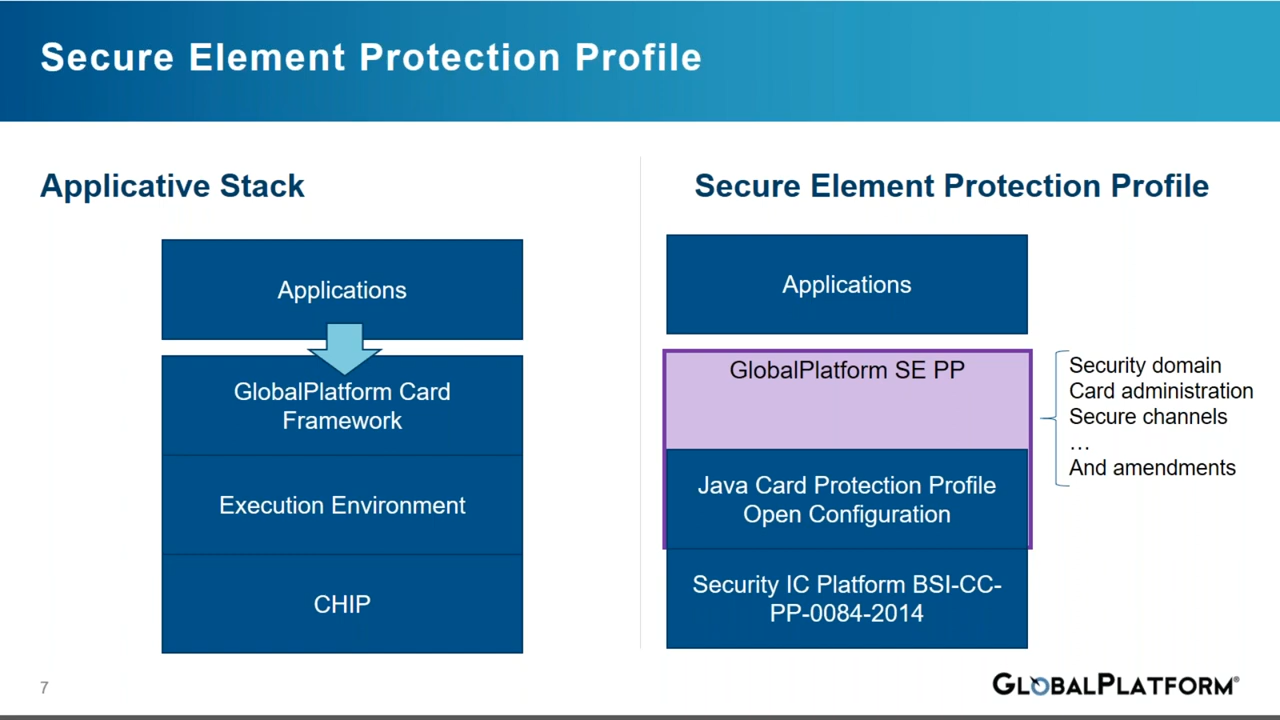 Secure Element Protection Profile
Applicative Stack
Applications
GlobalPlatform Card
Framework
Execution Environment
CHIP
Secure Element Protection Profile
Applications
GlobalPlatform SE PP
Java Card Protection Profile
Open Configuration
Security IC Platform BSI-CC-
PP-0084-2014
Security domain
Card administration
Secure channels
…
And amendments
7
GLOBALPLATFORM®